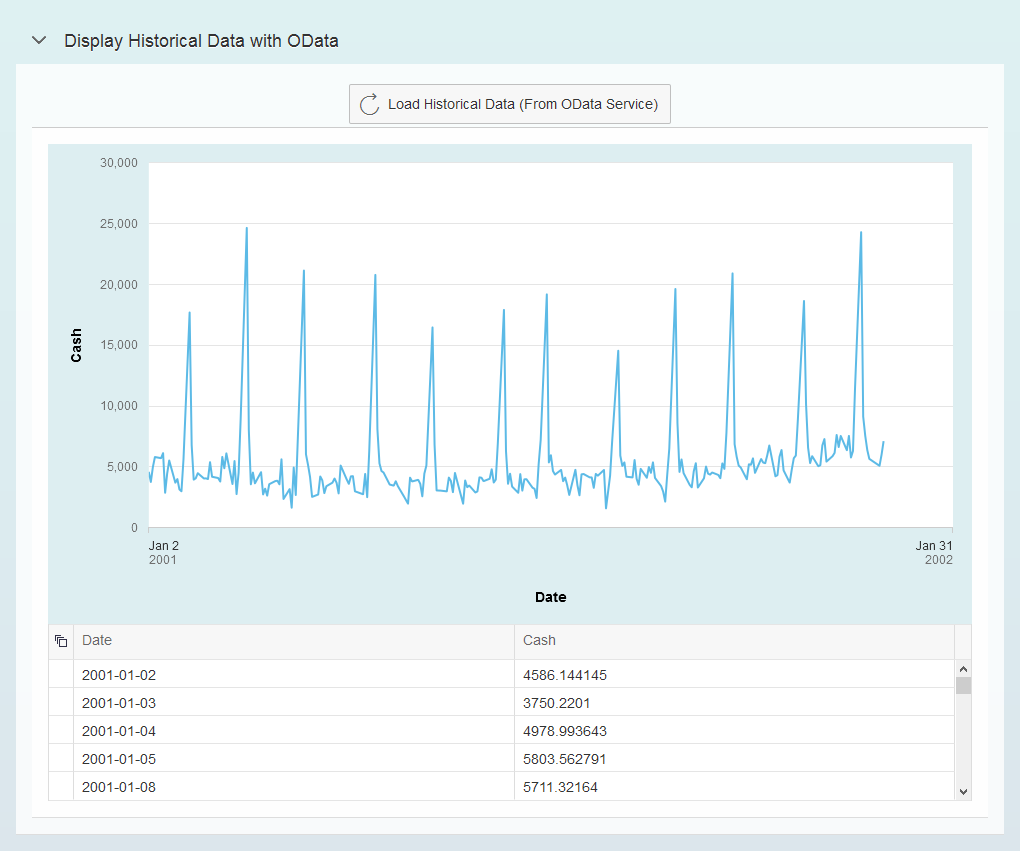 Display Historical Data with OData
Load Historical Data (From OData Service)
30,000
25,000
20,000
15,000
10,000
5,000
0
Cash
Jan 2
2001
Jan 31
2002
Date
Date Cash
2001-01-02 4586.144145
2001-01-03 3750.2201
2001-01-04 4978.993643
2001-01-05 5803.562791
2001-01-08 5711.32164